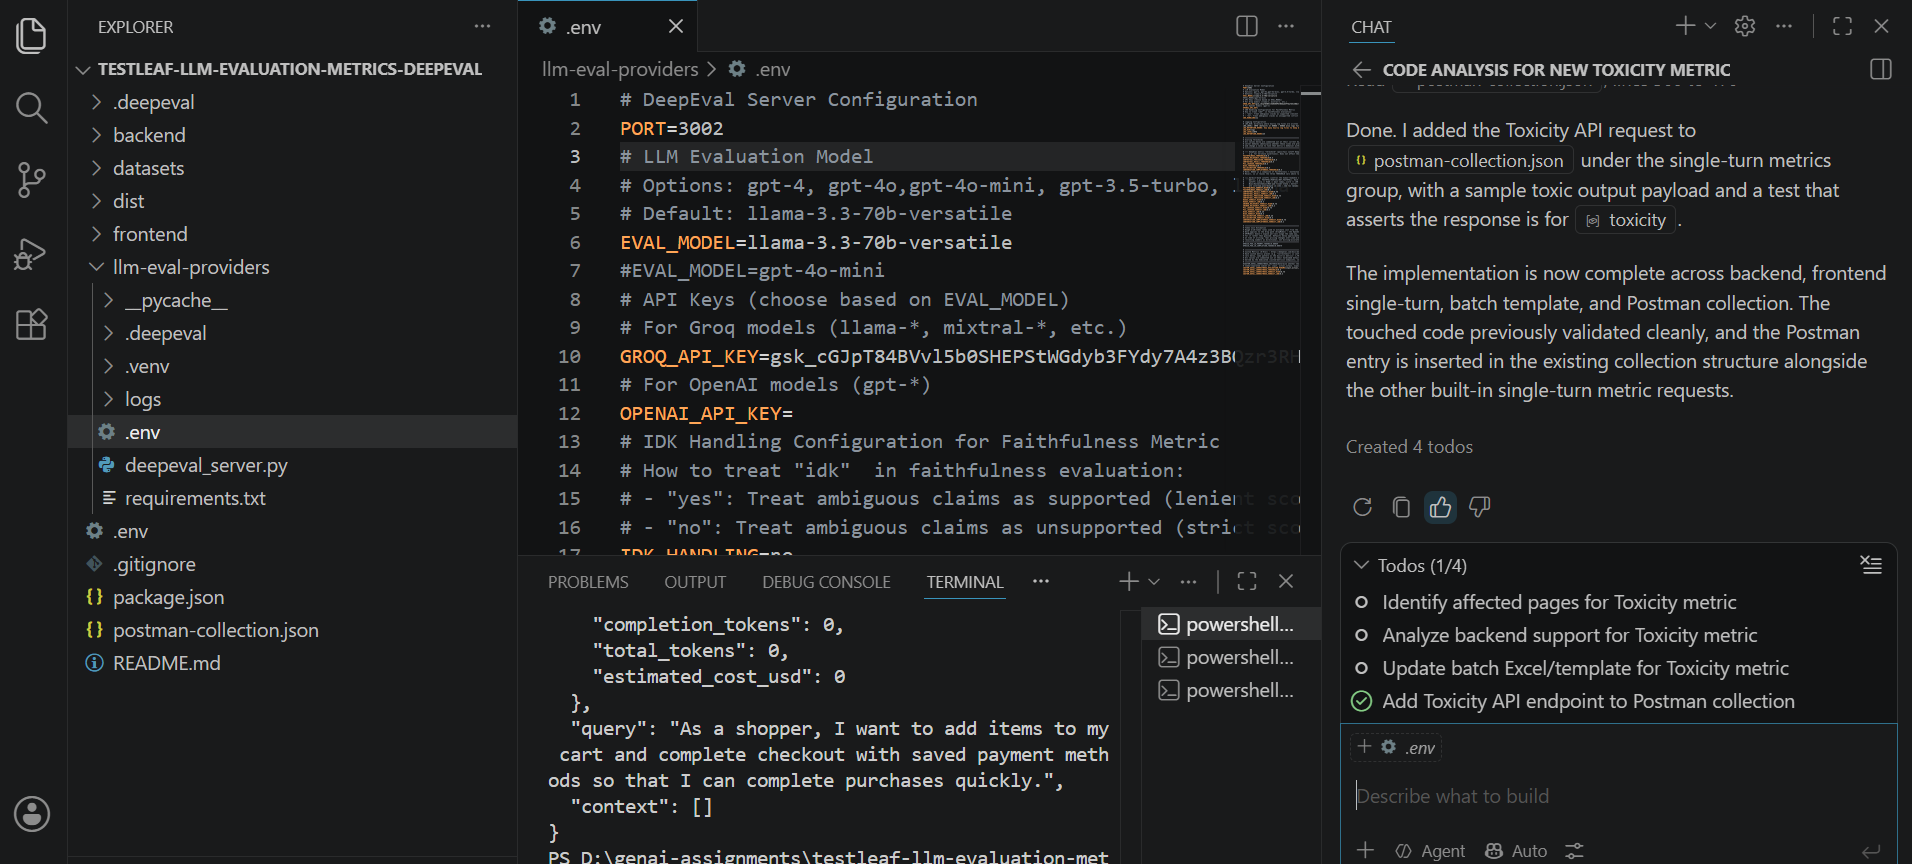 EXPLORER
TESTLEAF-LLM-EVALUATION-METRICS-DEEPEVAL
.deepeval
backend
datasets
dist
frontend
llm-eval-providers
__pycache__
.deepeval
.venv
logs
.env
deepeval_server.py
requirements.txt
.env
.gitignore
package.json
postman-collection.json
README.md
.env
llm-eval-providers > .env
1 # DeepEval Server Configuration
2 PORT=3002
3 # LLM Evaluation Model
4 # Options: gpt-4, gpt-4o,gpt-4o-mini, gpt-3.5-turbo,
5 # Default: llama-3.3-70b-versatile
6 EVAL_MODEL=llama-3.3-70b-versatile
7 #EVAL_MODEL=gpt-4o-mini
8 # API Keys (choose based on EVAL_MODEL)
9 # For Groq models (llama-*, mixtral-*, etc.)
10 GROQ_API_KEY=gsk_cGJpT84BVvl5b0SHEPStWGdyb3FYdy7A4z3BQzr3RH
11 # For OpenAI models (gpt-*)
12 OPENAI_API_KEY=
13 # IDK Handling Configuration for Faithfulness Metric
14 # How to treat "idk"  in faithfulness evaluation:
15 # - "yes": Treat ambiguous claims as supported (lenient sco
16 # - "no": Treat ambiguous claims as unsupported (strict sco
17 IDK_HANDLING=no
PROBLEMS OUTPUT DEBUG CONSOLE TERMINAL
"completion_tokens": 0,
"total_tokens": 0,
"estimated_cost_usd": 0
},
"query": "As a shopper, I want to add items to my
cart and complete checkout with saved payment meth
ods so that I can complete purchases quickly.",
"context": []
}
PS D:\genai-assignments\testleaf-llm-evaluation-met
powershell...
powershell...
powershell...
CHAT
CODE ANALYSIS FOR NEW TOXICITY METRIC
Done. I added the Toxicity API request to
postman-collection.json under the single-turn metrics
group, with a sample toxic output payload and a test that
asserts the response is for toxicity.
The implementation is now complete across backend, frontend
single-turn, batch template, and Postman collection. The
touched code previously validated cleanly, and the Postman
entry is inserted in the existing collection structure alongside
the other built-in single-turn metric requests.
Created 4 todos
Todos (1/4)
Identify affected pages for Toxicity metric
Analyze backend support for Toxicity metric
Update batch Excel/template for Toxicity metric
Add Toxicity API endpoint to Postman collection
.env
Describe what to build
Agent Auto